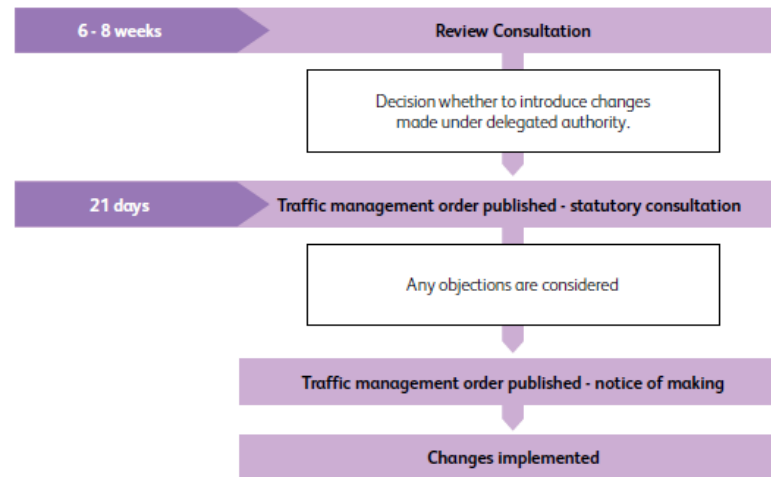 6 - 8 weeks
Review Consultation
Decision whether to introduce changes
made under delegated authority.
21 days
Traffic management order published - statutory consultation
Any objections are considered
Traffic management order published - notice of making
Changes implemented